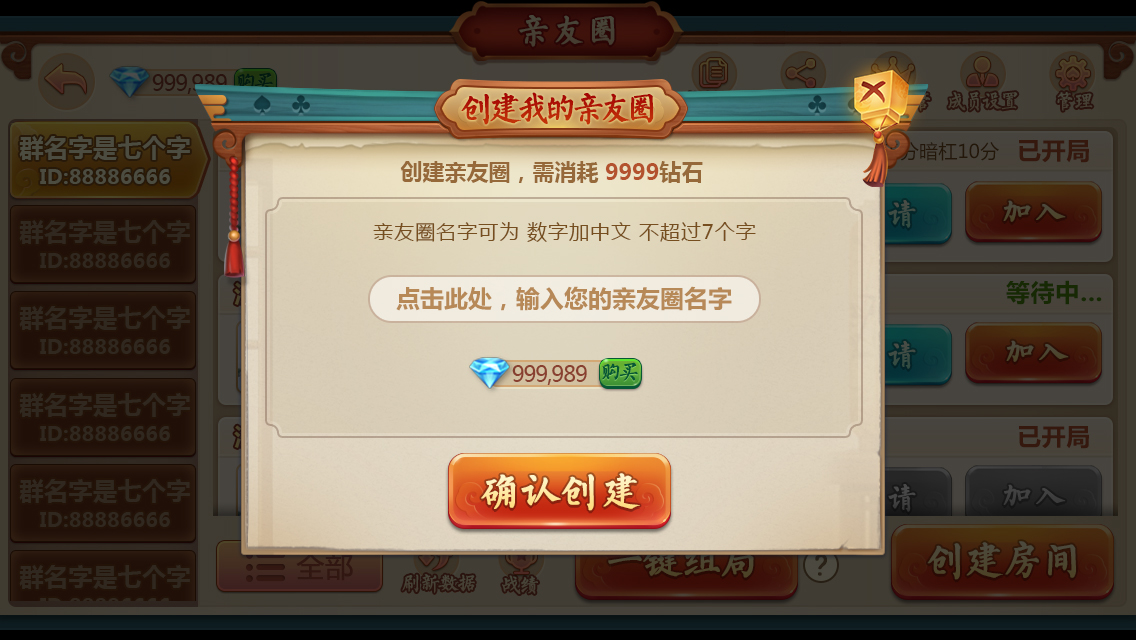 亲友圈
999,989 购买
成员设置
管理
创建我的亲友圈
群名字是七个字
ID:88886666
分暗杠10分 已开局
创建亲友圈，需消耗 9999钻石
请 加入
群名字是七个字
ID:88886666
亲友圈名字可为 数字加中文 不超过7个字
点击此处，输入您的亲友圈名字
等待中...
群名字是七个字
ID:88886666
请 加入
999,989 购买
群名字是七个字
ID:88886666
已开局
确认创建
请 加入
群名字是七个字
ID:88886666
全部
刷新数据
战绩
一键组局
?
创建房间
群名字是七个字